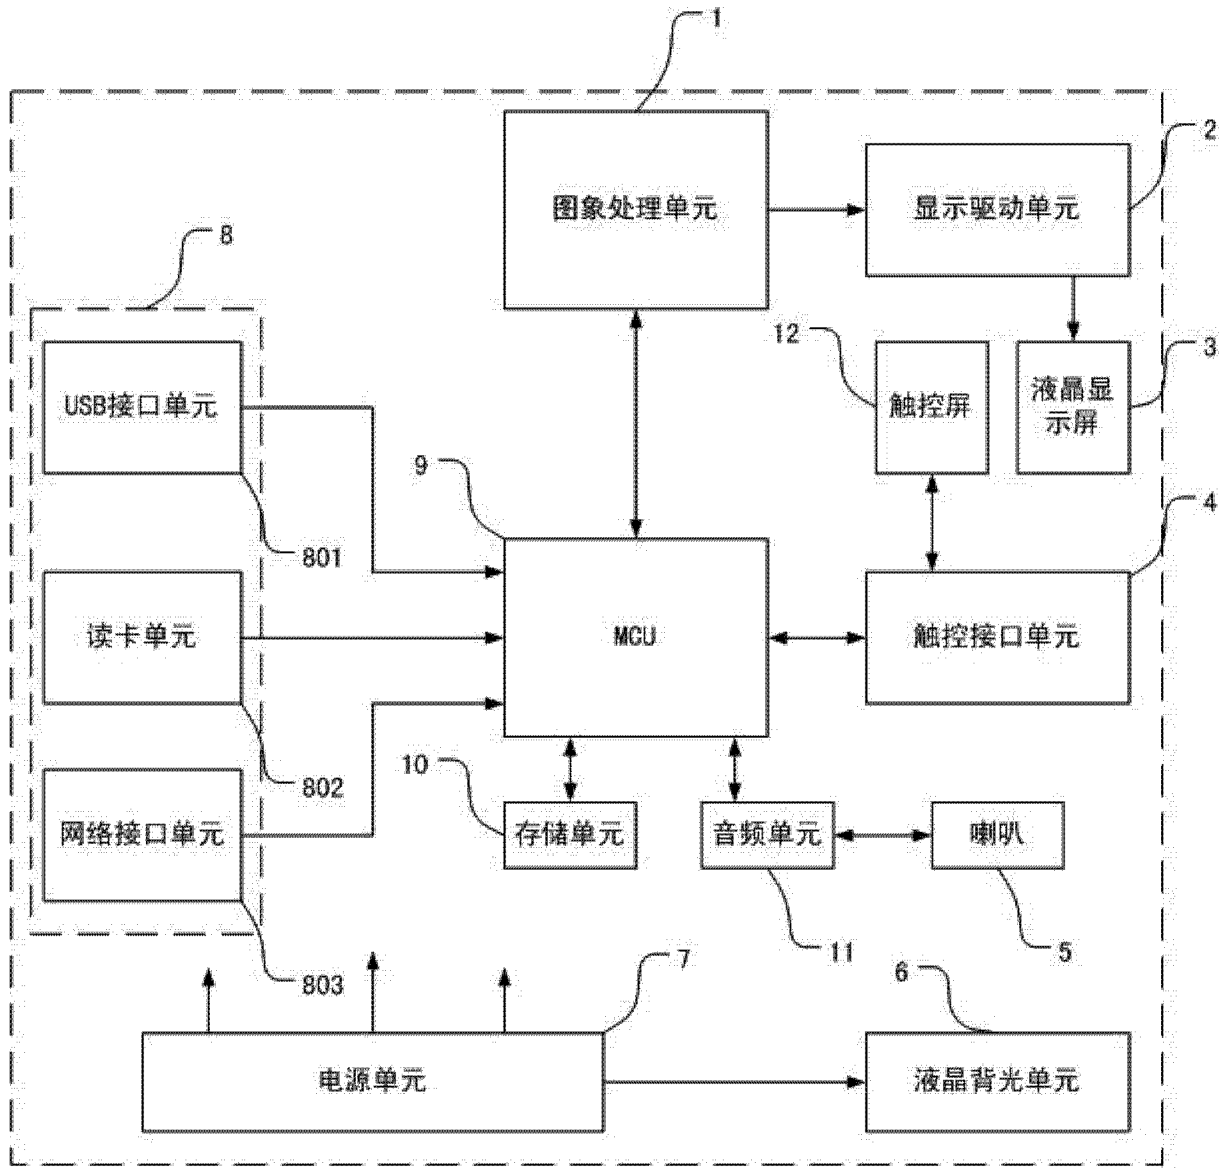 1
2
图象处理单元
显示驱动单元
8
12
3
USB接口单元
触控屏
液晶显
示屏
9
4
801
读卡单元
MCU
触控接口单元
10
802
网络接口单元
存储单元
音频单元
喇叭
803
7
11
5
6
电源单元
液晶背光单元